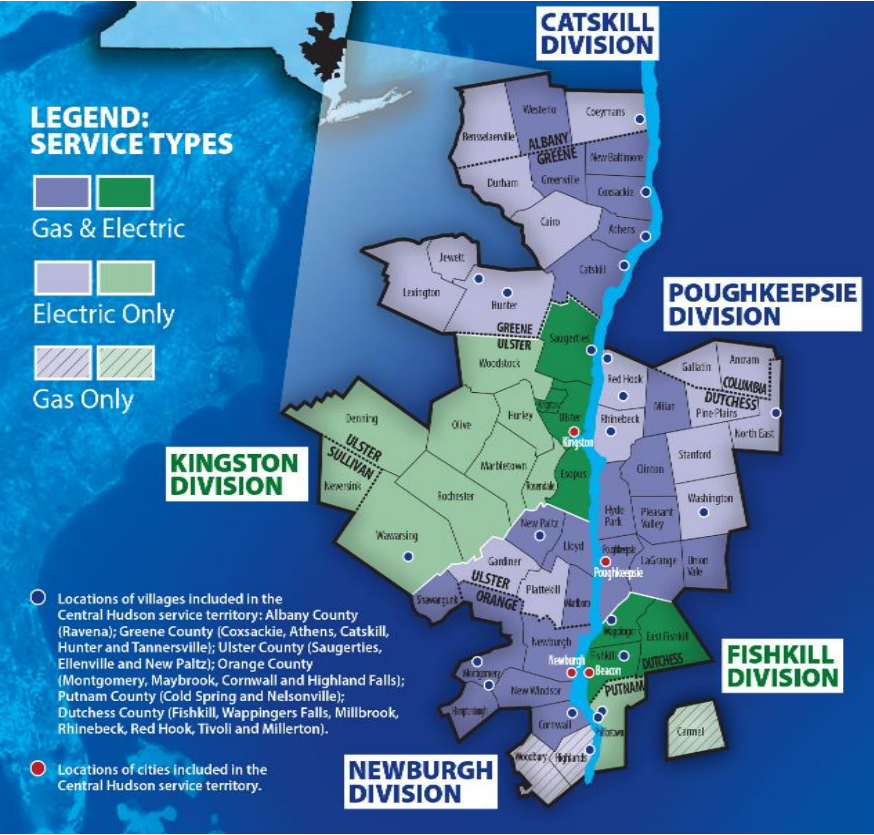 CATSKILL
DIVISION
LEGEND:
SERVICE TYPES
Gas & Electric
Electric Only
Gas Only
Westerlo
Coeymans
Rensselaerville
ALBANY
GREENE
New Baltimore
Durham
Greenville
Coxsackie
Cairo
Athens
Catskill
Jewett
Lexington
Hunter
GREENE
ULSTER
POUGHKEEPSIE
DIVISION
Saugerties
Woodstock
Gallatin
Ancram
COLUMBIA
Red Hook
DUTCHESS
Milan
Pine Plains
Denning
Olive
Hurley
Ulster
Rhinebeck
North East
Kingston
ULSTER
SULLIVAN
Stanford
KINGSTON
DIVISION
Marbletown
Esopus
Clinton
Neversink
Rochester
Rosendale
Washington
Hyde
Park
Pleasant
Valley
Wawarsing
New Paltz
Lloyd
Poughkeepsie
LaGrange
Union
Vale
Gardiner
Poughkeepsie
ULSTER
ORANGE
Plattekill
Shawangunk
Marlboro
Locations of villages included in the
Central Hudson service territory: Albany County
(Ravena); Greene County (Coxsackie, Athens, Catskill,
Hunter and Tannersville); Ulster County (Saugerties,
Ellenville and New Paltz); Orange County
(Montgomery, Maybrook, Cornwall and Highland Falls);
Putnam County (Cold Spring and Nelsonville);
Dutchess County (Fishkill, Wappingers Falls, Millbrook,
Rhinebeck, Red Hook, Tivoli and Millerton).
Wappinger
East Fishkill
Newburgh
Fishkill
DUTCHESS
Newburgh
Beacon
FISHKILL
DIVISION
Montgomery
New Windsor
PUTNAM
Hamptonburgh
Cornwall
Philipstown
Carmel
Woodbury
Highlands
Locations of cities included in the
Central Hudson service territory.
NEWBURGH
DIVISION